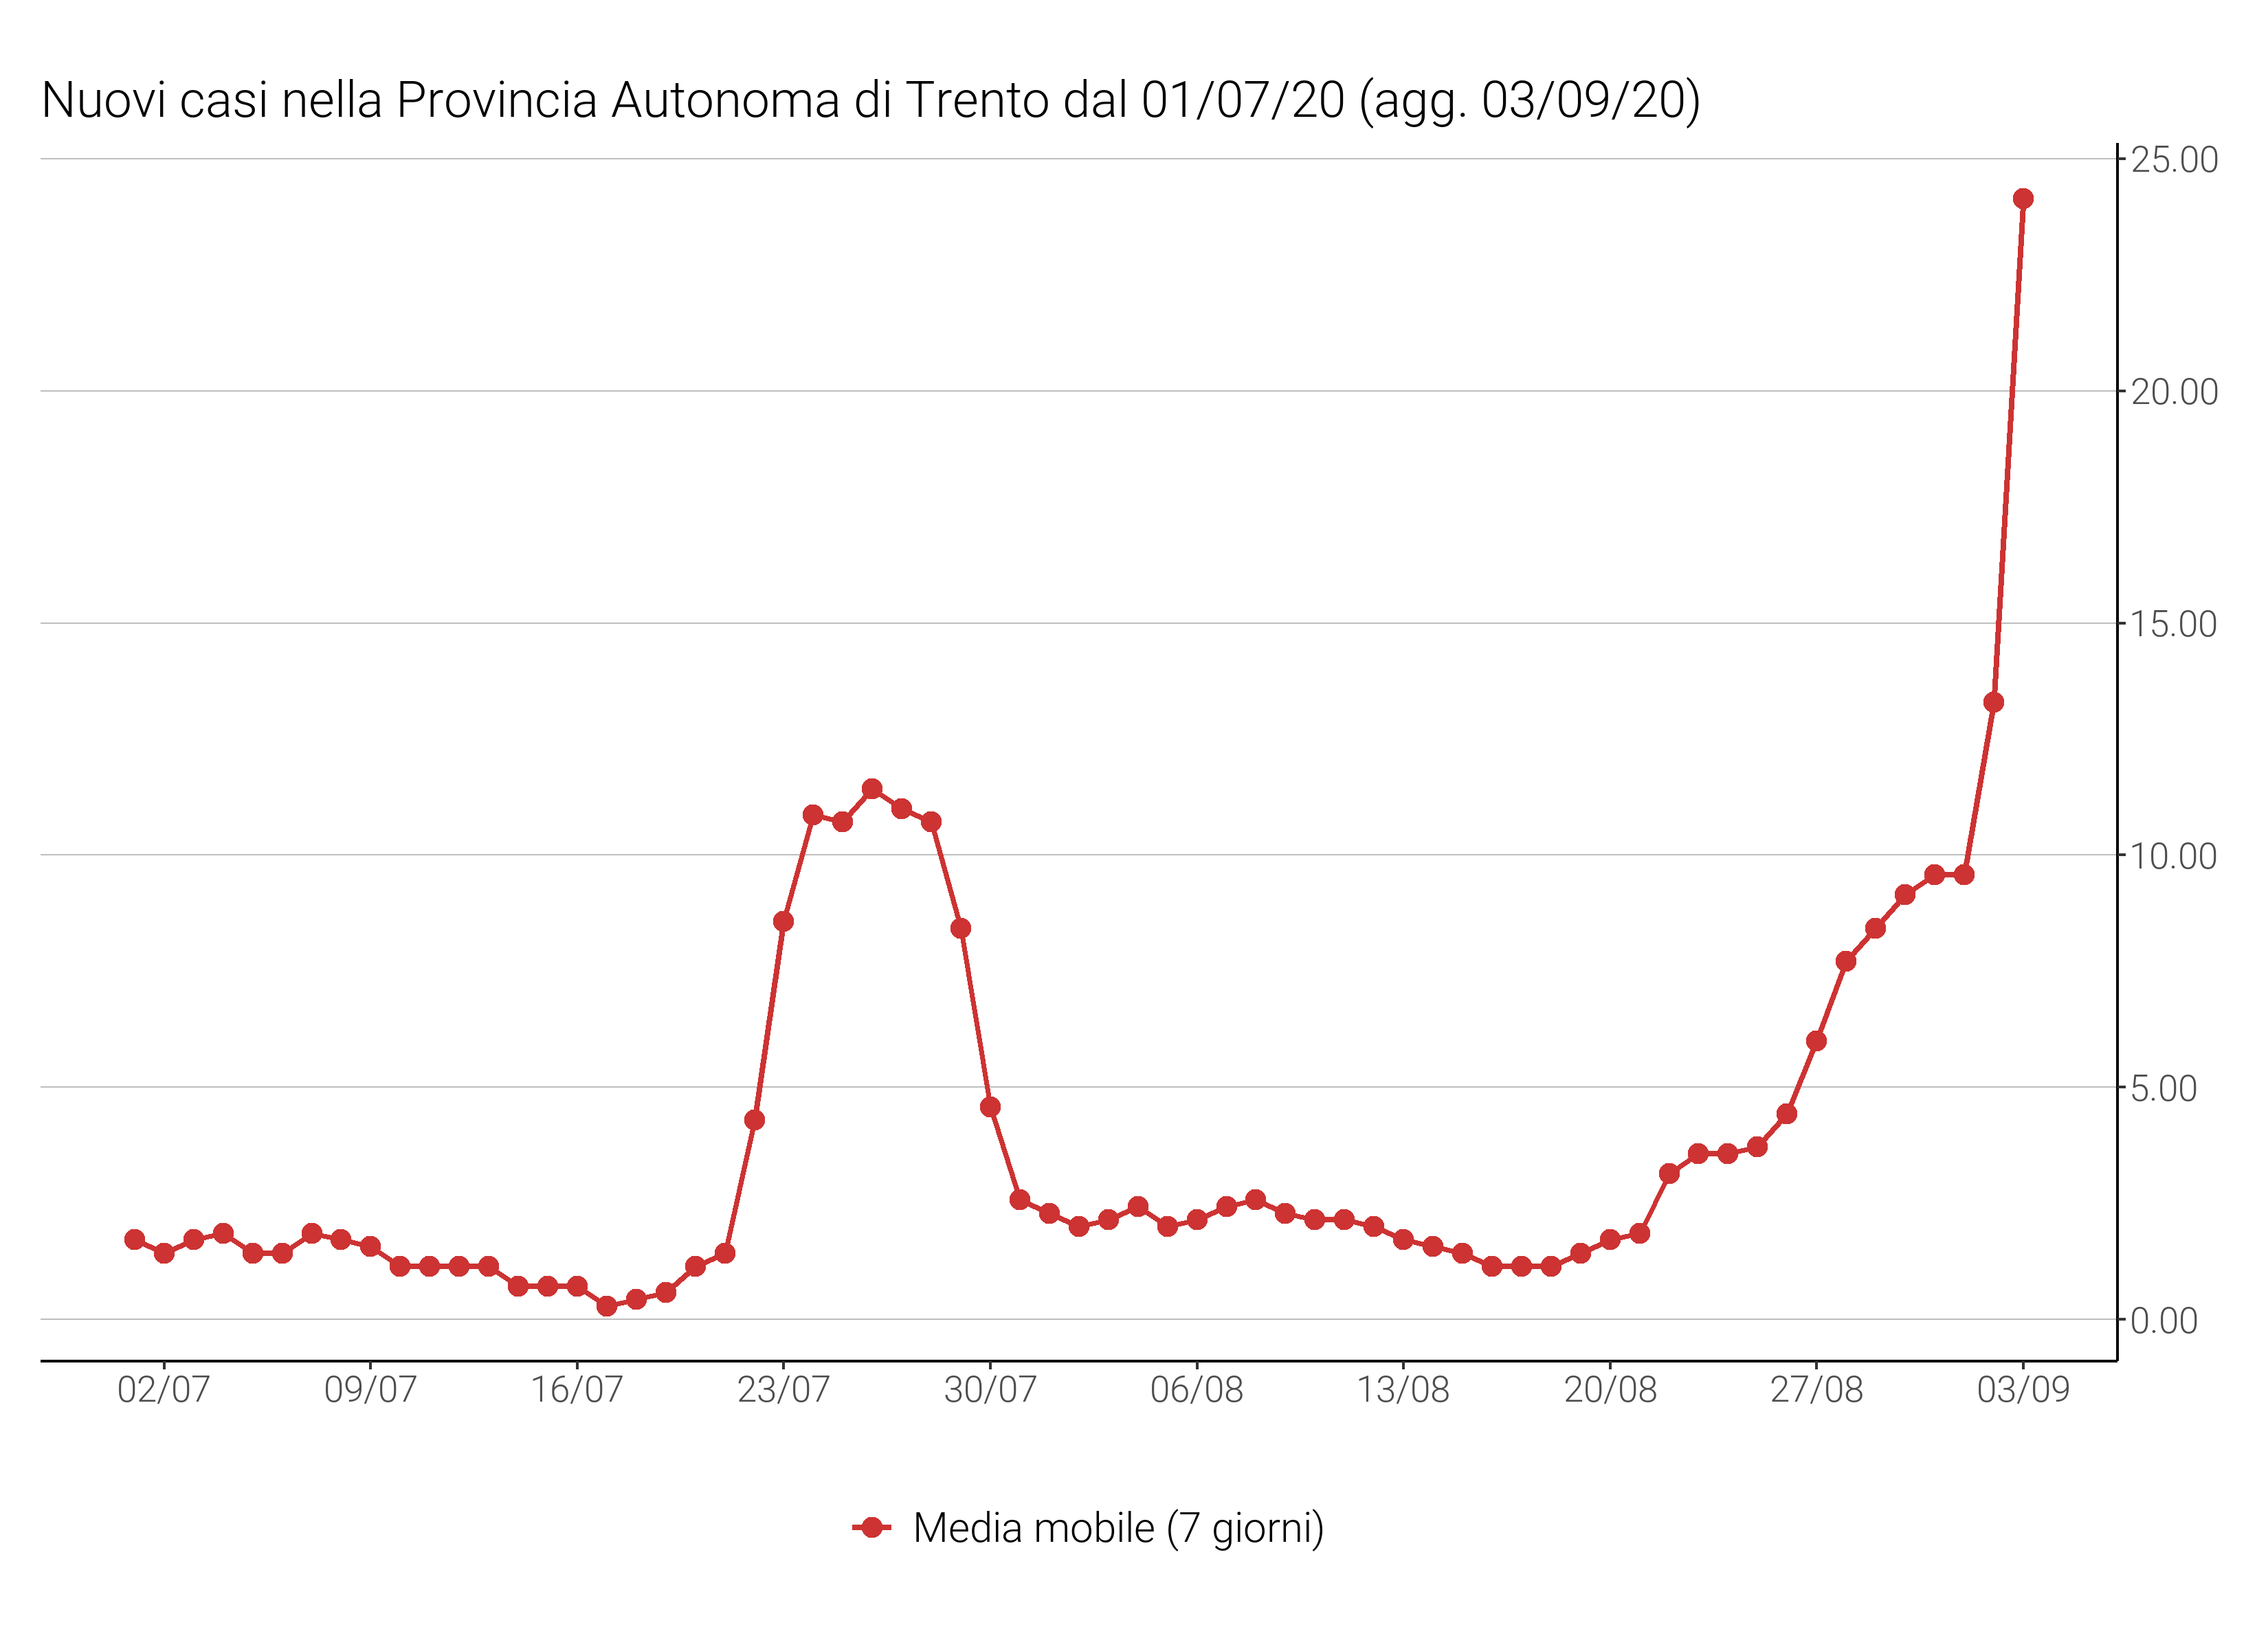 Nuovi casi nella Provincia Autonoma di Trento dal 01/07/20 (agg. 03/09/20)
25.00
20.00
15.00
10.00
5.00
0.00
02/07 09/07 16/07 23/07 30/07 06/08 13/08 20/08 27/08 03/09
Media mobile (7 giorni)